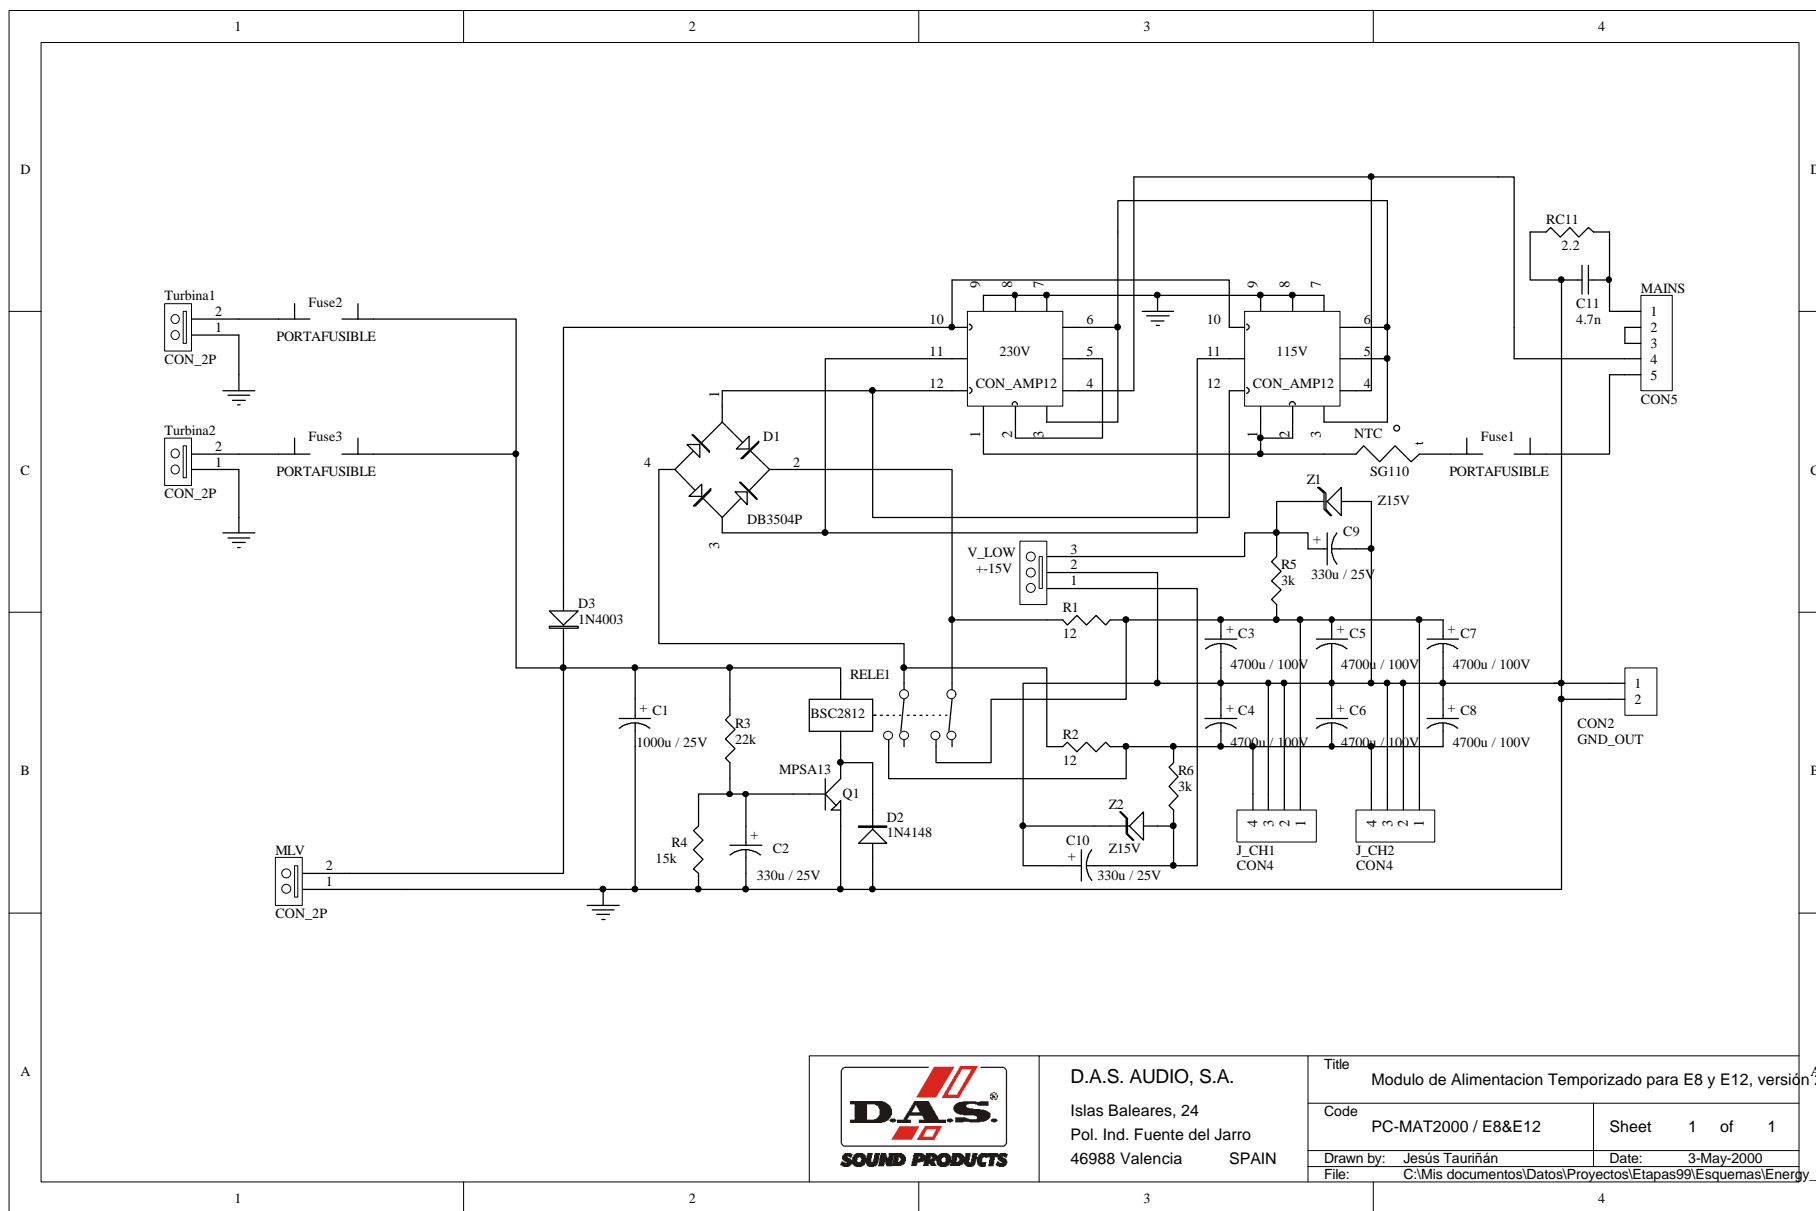 1 2 3 4
D
C
B
A
Turbina1
2
1
CON_2P
Fuse2
PORTAFUSIBLE
Turbina2
2
1
CON_2P
Fuse3
PORTAFUSIBLE
MLV
2
1
CON_2P
D3
1N4003
1
D1
4
2
DB3504P
3
9 8 7
10 6
11 230V 5
12 CON_AMP12 4
1 2 3
9 8 7
10 6
11 115V 5
12 CON_AMP12 4
1 2 3
NTC
t
SG110
Fuse1
PORTAFUSIBLE
RC11
2.2
C11
4.7n
MAINS
1
2
3
4
5
CON5
Z1
Z15V
+ C9
330u / 25V
R5
3k
V_LOW
+-15V
3
2
1
R1
12
+ C3
4700u / 100V
+ C5
4700u / 100V
+ C7
4700u / 100V
+ C4
4700u / 100V
+ C6
4700u / 100V
+ C8
4700u / 100V
1
2
CON2
GND_OUT
RELE1
BSC2812
+ C1
1000u / 25V
R3
22k
MPSA13
Q1
R4
15k
+
C2
330u / 25V
D2
1N4148
R2
12
R6
3k
Z2
Z15V
C10
+
330u / 25V
4 3 2 1
J_CH1
CON4
4 3 2 1
J_CH2
CON4
D.A.S.®
SOUND PRODUCTS
D.A.S. AUDIO, S.A.
Islas Baleares, 24
Pol. Ind. Fuente del Jarro
46988 Valencia SPAIN
Title
Modulo de Alimentacion Temporizado para E8 y E12, versión
Code
PC-MAT2000 / E8&E12
Sheet 1 of 1
Drawn by: Jesús Tauriñán
Date: 3-May-2000
File: C:\Mis documentos\Datos\Proyectos\Etapas99\Esquemas\Energy_
1 2 3 4